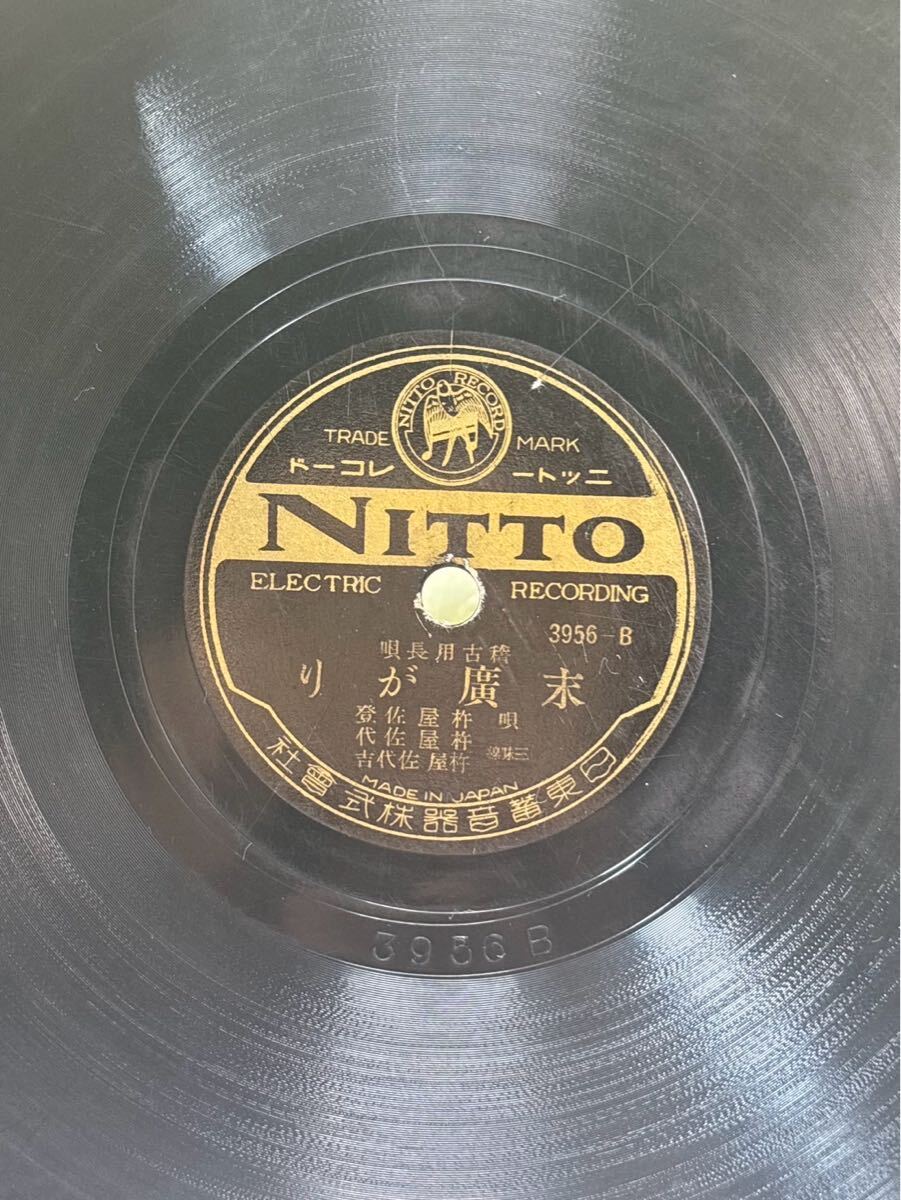 NITTO RECORD
TRADE MARK
ニットー レコード
NITTO
ELECTRIC RECORDING
3956-B
稽古用長唄
末廣がり
唄 杵屋佐登
杵屋佐代
三味線 杵屋佐代古
MADE IN JAPAN
日東蓄音器株式會社
3956B